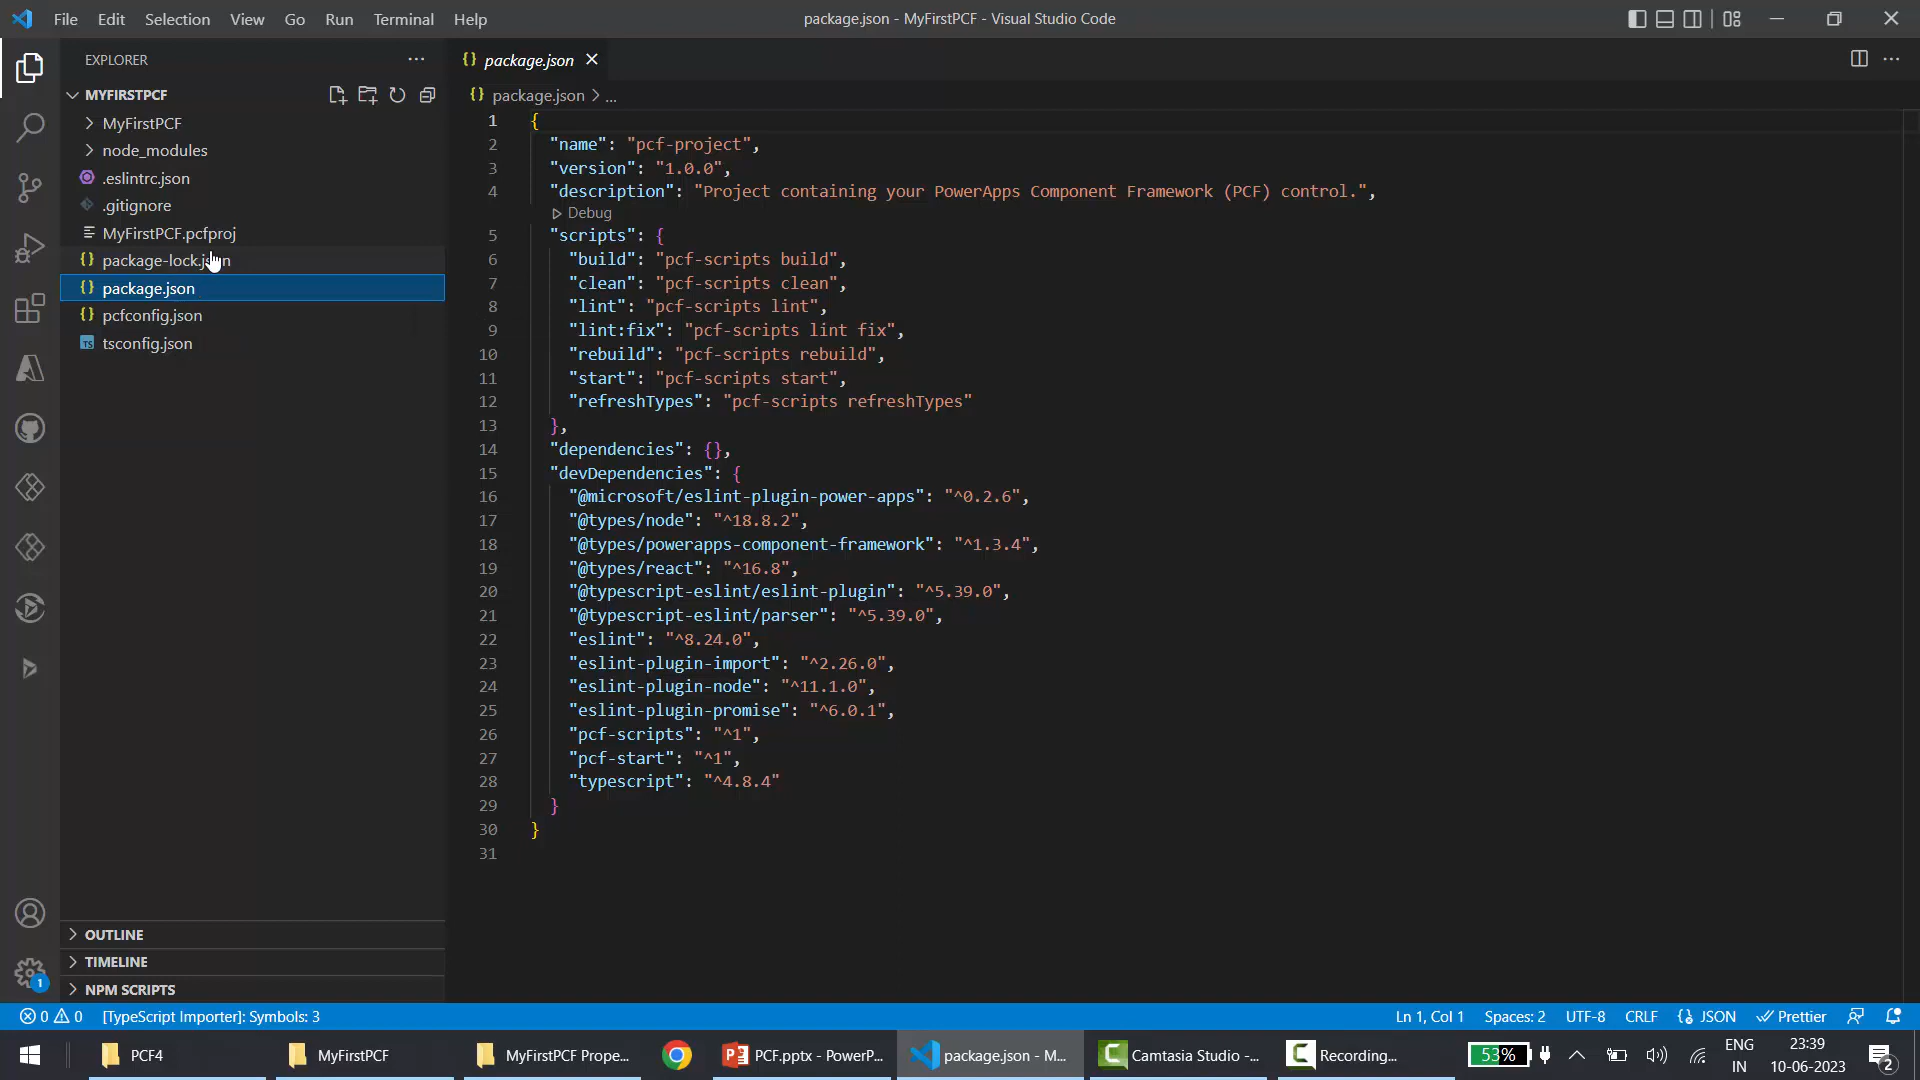 File Edit Selection View Go Run Terminal Help
package.json - MyFirstPCF - Visual Studio Code
EXPLORER
MYFIRSTPCF
MyFirstPCF
node_modules
.eslintrc.json
.gitignore
MyFirstPCF.pcfproj
package-lock.json
package.json
pcfconfig.json
tsconfig.json
OUTLINE
TIMELINE
NPM SCRIPTS
1
package.json
package.json > ...
1 {
2 "name": "pcf-project",
3 "version": "1.0.0",
4 "description": "Project containing your PowerApps Component Framework (PCF) control.",
Debug
5 "scripts": {
6 "build": "pcf-scripts build",
7 "clean": "pcf-scripts clean",
8 "lint": "pcf-scripts lint",
9 "lint:fix": "pcf-scripts lint fix",
10 "rebuild": "pcf-scripts rebuild",
11 "start": "pcf-scripts start",
12 "refreshTypes": "pcf-scripts refreshTypes"
13 },
14 "dependencies": {},
15 "devDependencies": {
16 "@microsoft/eslint-plugin-power-apps": "^0.2.6",
17 "@types/node": "^18.8.2",
18 "@types/powerapps-component-framework": "^1.3.4",
19 "@types/react": "^16.8",
20 "@typescript-eslint/eslint-plugin": "^5.39.0",
21 "@typescript-eslint/parser": "^5.39.0",
22 "eslint": "^8.24.0",
23 "eslint-plugin-import": "^2.26.0",
24 "eslint-plugin-node": "^11.1.0",
25 "eslint-plugin-promise": "^6.0.1",
26 "pcf-scripts": "^1",
27 "pcf-start": "^1",
28 "typescript": "^4.8.4"
29 }
30 }
31
0 0 [TypeScript Importer]: Symbols: 3
Ln 1, Col 1 Spaces: 2 UTF-8 CRLF {} JSON Prettier
PCF4
MyFirstPCF
MyFirstPCF Prope...
PCF.pptx - PowerP...
package.json - M...
Camtasia Studio -...
Recording...
53%
ENG
IN
23:39
10-06-2023
2